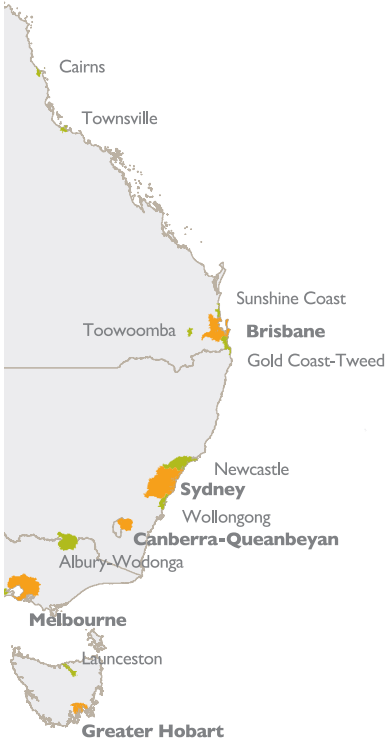 Cairns
Townsville
Sunshine Coast
Toowoomba
Brisbane
Gold Coast-Tweed
Newcastle
Sydney
Wollongong
Canberra-Queanbeyan
Albury-Wodonga
Melbourne
Launceston
Greater Hobart